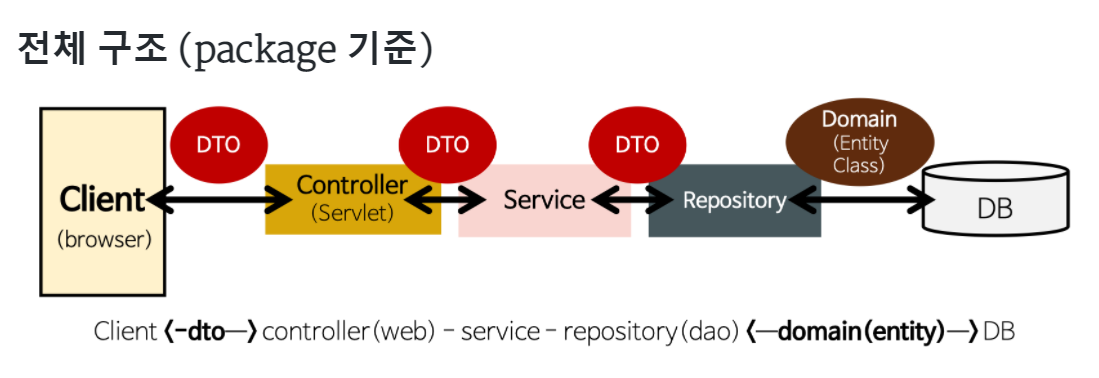 전체 구조 (package 기준)
DTO
DTO
DTO
Domain
(Entity
Class)
Client
(browser)
Controller
(Servlet)
Service
Repository
DB
Client <-dto—> controller(web) - service - repository(dao) <—domain(entity)—> DB